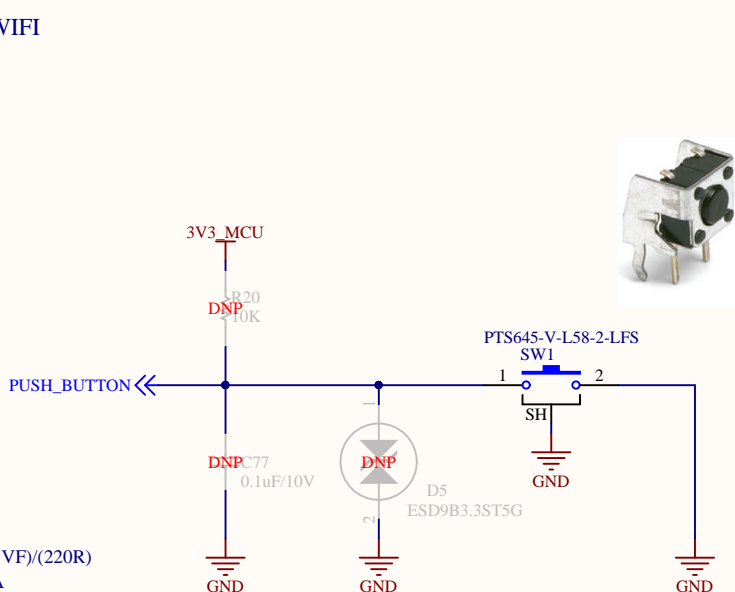 VIFI
3V3_MCU
R20
DNP
10K
PTS645-V-L58-2-LFS
SW1
PUSH_BUTTON
1
2
SH
1
DNP
C77
0.1uF/10V
DNP
D5
ESD9B3.3ST5G
2
GND
VF)/(220R)
GND
GND
GND